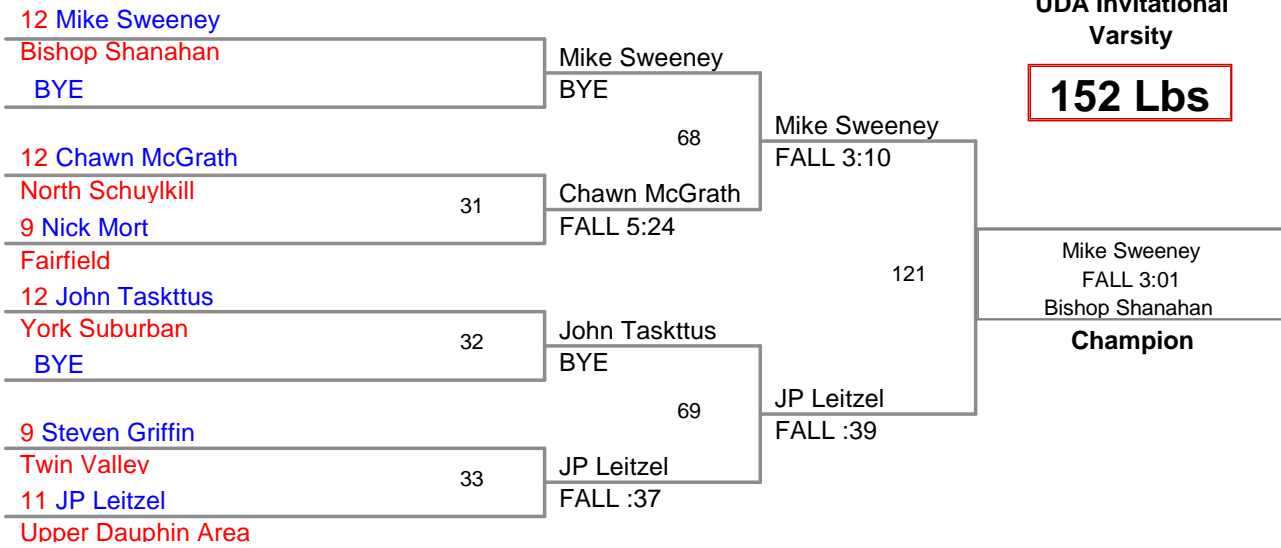 12 Mike Sweeney
Bishop Shanahan
BYE
12 Chawn McGrath
North Schuylkill
9 Nick Mort
Fairfield
12 John Taskttus
York Suburban
BYE
9 Steven Griffin
Twin Valley
11 JP Leitzel
Upper Dauphin Area
31
32
33
Mike Sweeney
BYE
68
Chawn McGrath
FALL 5:24
John Taskttus
BYE
69
JP Leitzel
FALL :37
Mike Sweeney
FALL 3:10
121
JP Leitzel
FALL :39
UDA Invitational
Varsity
152 Lbs
Mike Sweeney
FALL 3:01
Bishop Shanahan
Champion